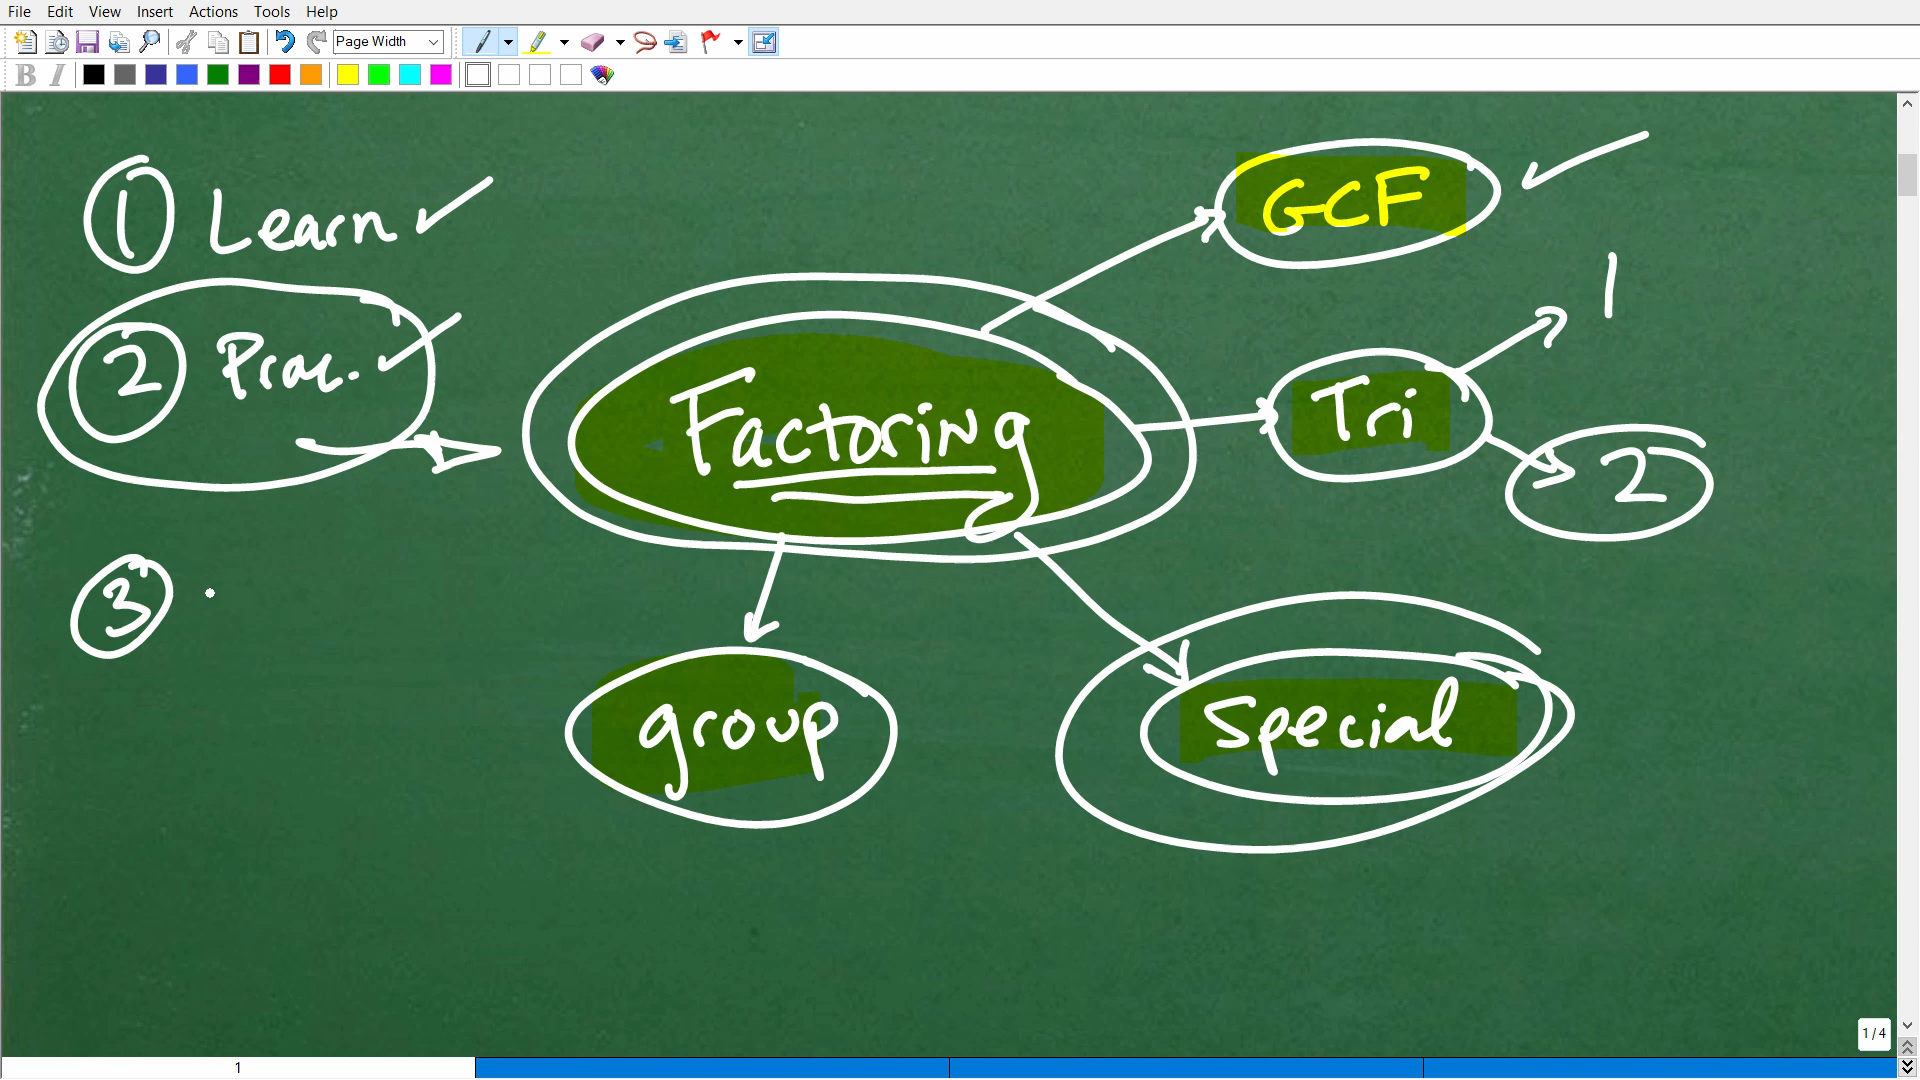 File Edit View Insert Actions Tools Help
Page Width
B I
1 Learn
2 Prac.
3
Factoring
GCF
Tri
1
2
group
Special
1 / 4
1